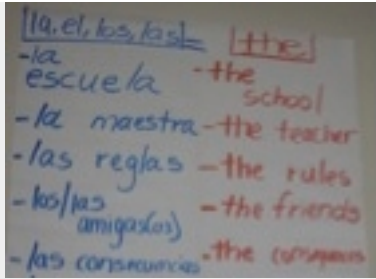 la, el, los, las = the
-la escuela
-the school
-la maestra -the teacher
-las reglas -the rules
-los/las amigas(os) -the friends
-las consecuencias -the consequences